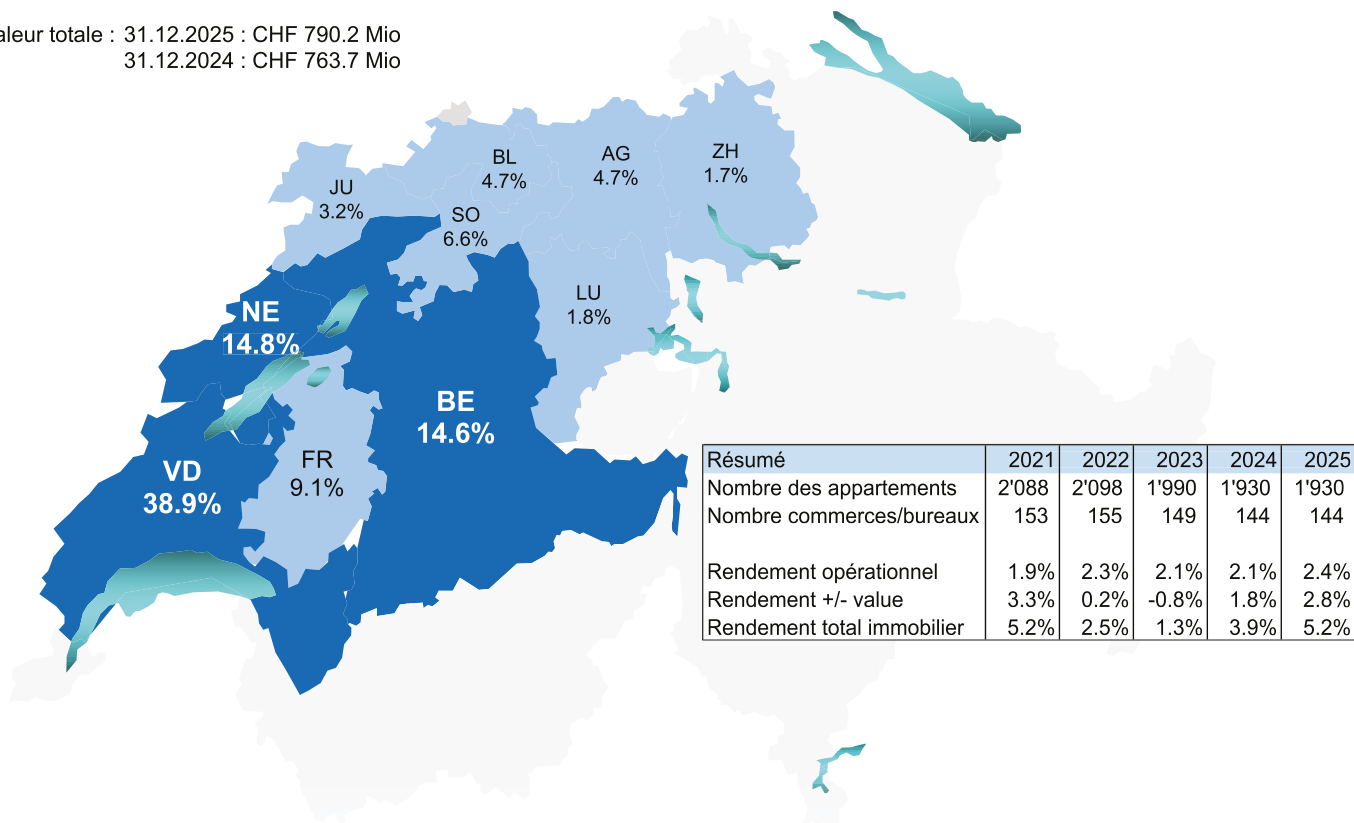 aleur totale : 31.12.2025 : CHF 790.2 Mio
31.12.2024 : CHF 763.7 Mio
BL
4.7%
AG
4.7%
ZH
1.7%
JU
3.2%
SO
6.6%
LU
1.8%
NE
14.8%
BE
14.6%
VD
38.9%
FR
9.1%
Résumé 2021 2022 2023 2024 2025
Nombre des appartements 2'088 2'098 1'990 1'930 1'930
Nombre commerces/bureaux 153 155 149 144 144
Rendement opérationnel 1.9% 2.3% 2.1% 2.1% 2.4%
Rendement +/- value 3.3% 0.2% -0.8% 1.8% 2.8%
Rendement total immobilier 5.2% 2.5% 1.3% 3.9% 5.2%